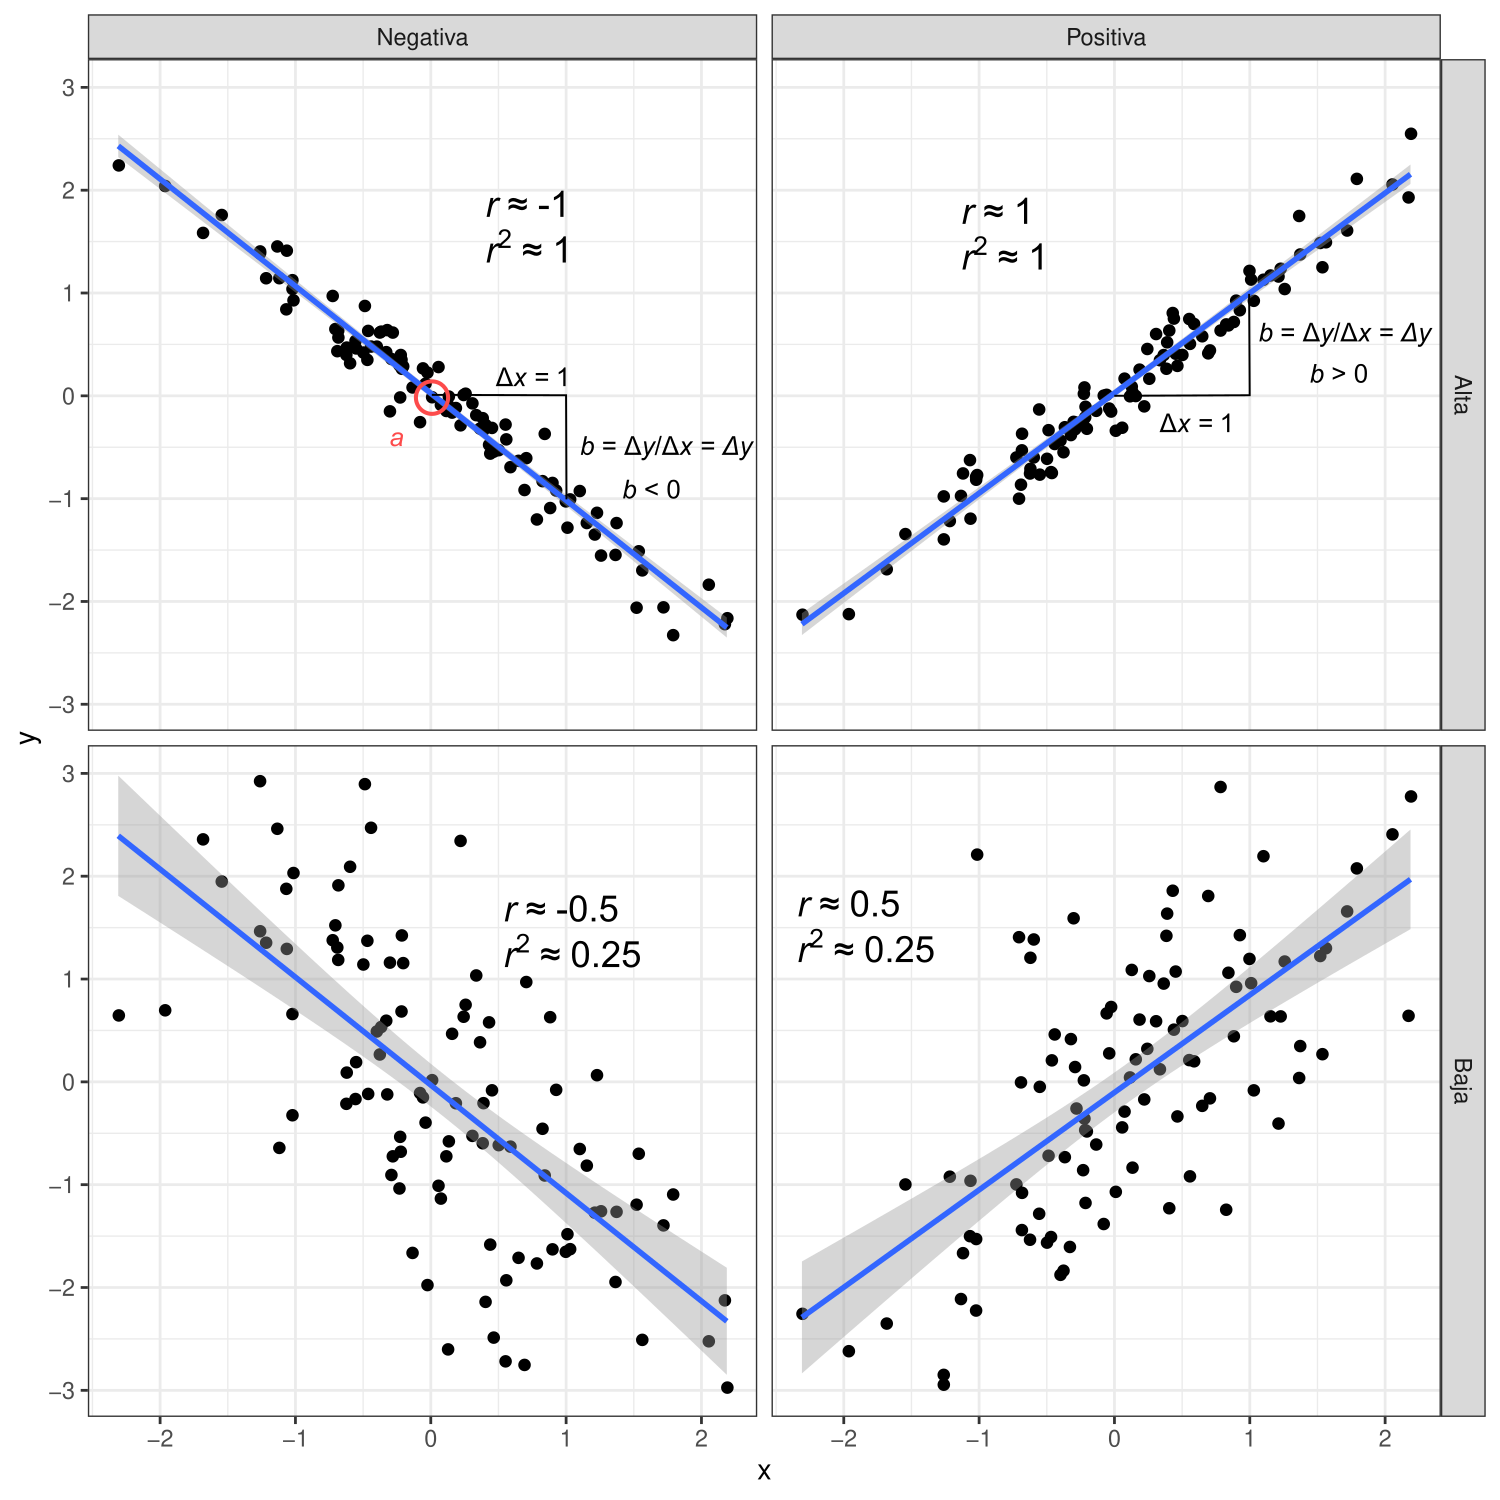 Negativa
Positiva
3
2
1
0
−1
−2
−3
r ≈ -1
r² ≈ 1
Δx = 1
a
b = Δy/Δx = Δy
b < 0
r ≈ 1
r² ≈ 1
b = Δy/Δx = Δy
b > 0
Δx = 1
Alta
y
3
2
1
0
−1
−2
−3
r ≈ -0.5
r² ≈ 0.25
r ≈ 0.5
r² ≈ 0.25
Baja
−2 −1 0 1 2
−2 −1 0 1 2
x